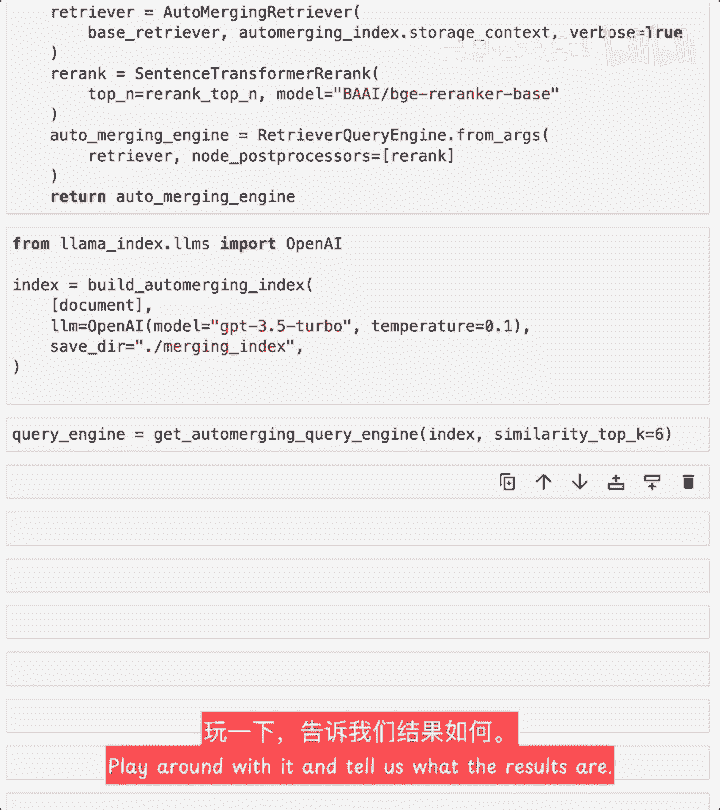 retriever = AutoMergingRetriever(
base_retriever, automerging_index.storage_context, verbose=True
)
rerank = SentenceTransformerRerank(
top_n=rerank_top_n, model="BAAI/bge-reranker-base"
)
auto_merging_engine = RetrieverQueryEngine.from_args(
retriever, node_postprocessors=[rerank]
)
return auto_merging_engine
from llama_index.llms import OpenAI
index = build_automerging_index(
[document],
llm=OpenAI(model="gpt-3.5-turbo", temperature=0.1),
save_dir="./merging_index",
)
query_engine = get_automerging_query_engine(index, similarity_top_k=6)
玩一下，告诉我们结果如何。
Play around with it and tell us what the results are.